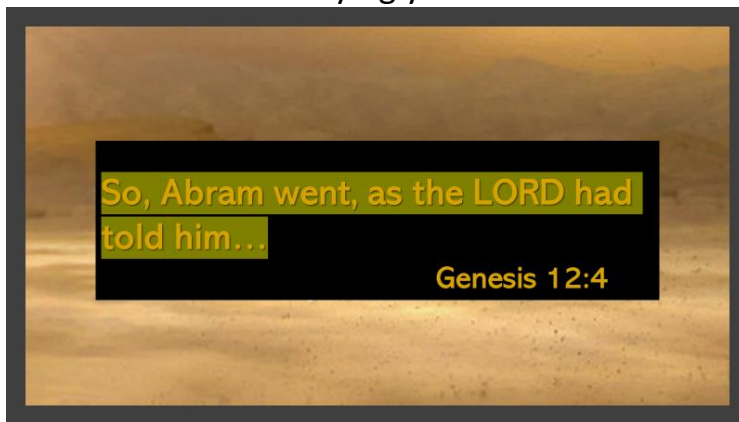 So, Abram went, as the LORD had
told him...
Genesis 12:4